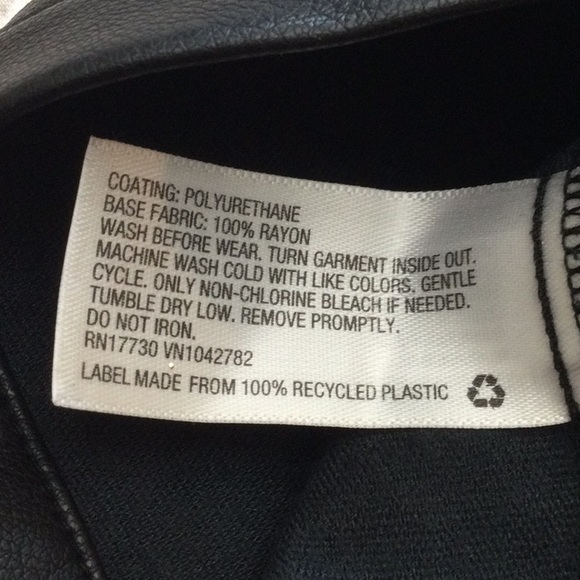 COATING: POLYURETHANE
BASE FABRIC: 100% RAYON
WASH BEFORE WEAR. TURN GARMENT INSIDE OUT.
MACHINE WASH COLD WITH LIKE COLORS. GENTLE
CYCLE. ONLY NON-CHLORINE BLEACH IF NEEDED.
TUMBLE DRY LOW. REMOVE PROMPTLY.
DO NOT IRON.
RN17730 VN1042782
LABEL MADE FROM 100% RECYCLED PLASTIC